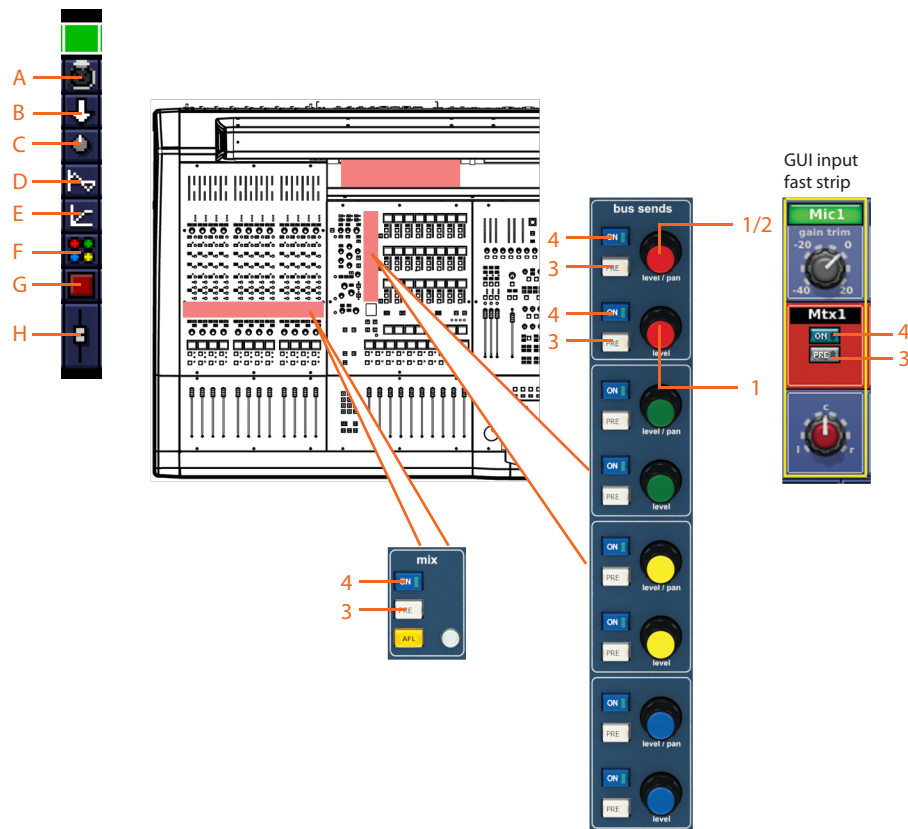 A
B
C
D
E
F
G
H
GUI input
fast strip
Mic1
gain trim
-20 0
-40 20
Mtx1
ON
PRE
4
3
c
l r
bus sends
4
ON
3
PRE
level / pan
1/2
4
ON
3
PRE
level
1
ON
PRE
level / pan
ON
PRE
level
ON
PRE
level / pan
ON
PRE
level
ON
PRE
level / pan
ON
PRE
level
mix
4
ON
3
PRE
AFL